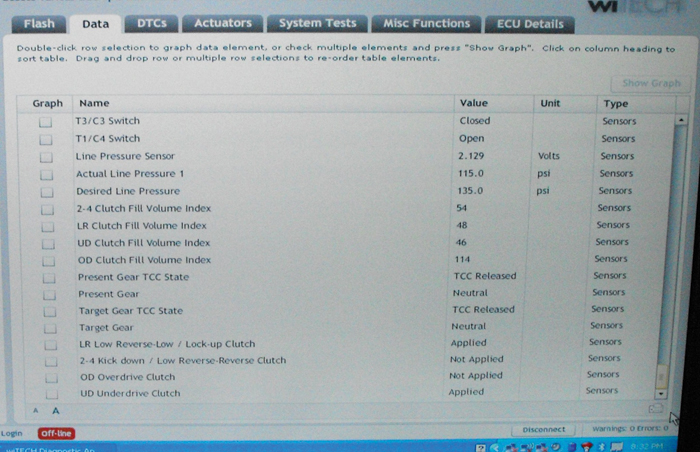 wiTECH
Flash Data DTCs Actuators System Tests Misc Functions ECU Details
Double-click row selection to graph data element, or check multiple elements and press "Show Graph". Click on column heading to
sort table. Drag and drop row or multiple row selections to re-order table elements.
Show Graph
Graph Name Value Unit Type
T3/C3 Switch Closed Sensors
T1/C4 Switch Open Sensors
Line Pressure Sensor 2.129 Volts Sensors
Actual Line Pressure 1 115.0 psi Sensors
Desired Line Pressure 135.0 psi Sensors
2-4 Clutch Fill Volume Index 54 Sensors
LR Clutch Fill Volume Index 48 Sensors
UD Clutch Fill Volume Index 46 Sensors
OD Clutch Fill Volume Index 114 Sensors
Present Gear TCC State TCC Released Sensors
Present Gear Neutral Sensors
Target Gear TCC State TCC Released Sensors
Target Gear Neutral Sensors
LR Low Reverse-Low / Lock-up Clutch Applied Sensors
2-4 Kick down / Low Reverse-Reverse Clutch Not Applied Sensors
OD Overdrive Clutch Not Applied Sensors
UD Underdrive Clutch Applied Sensors
A A
Login Off-line Disconnect Warnings: 0 Errors: 0
wiTECH Diagnostic Ap 8:02 PM